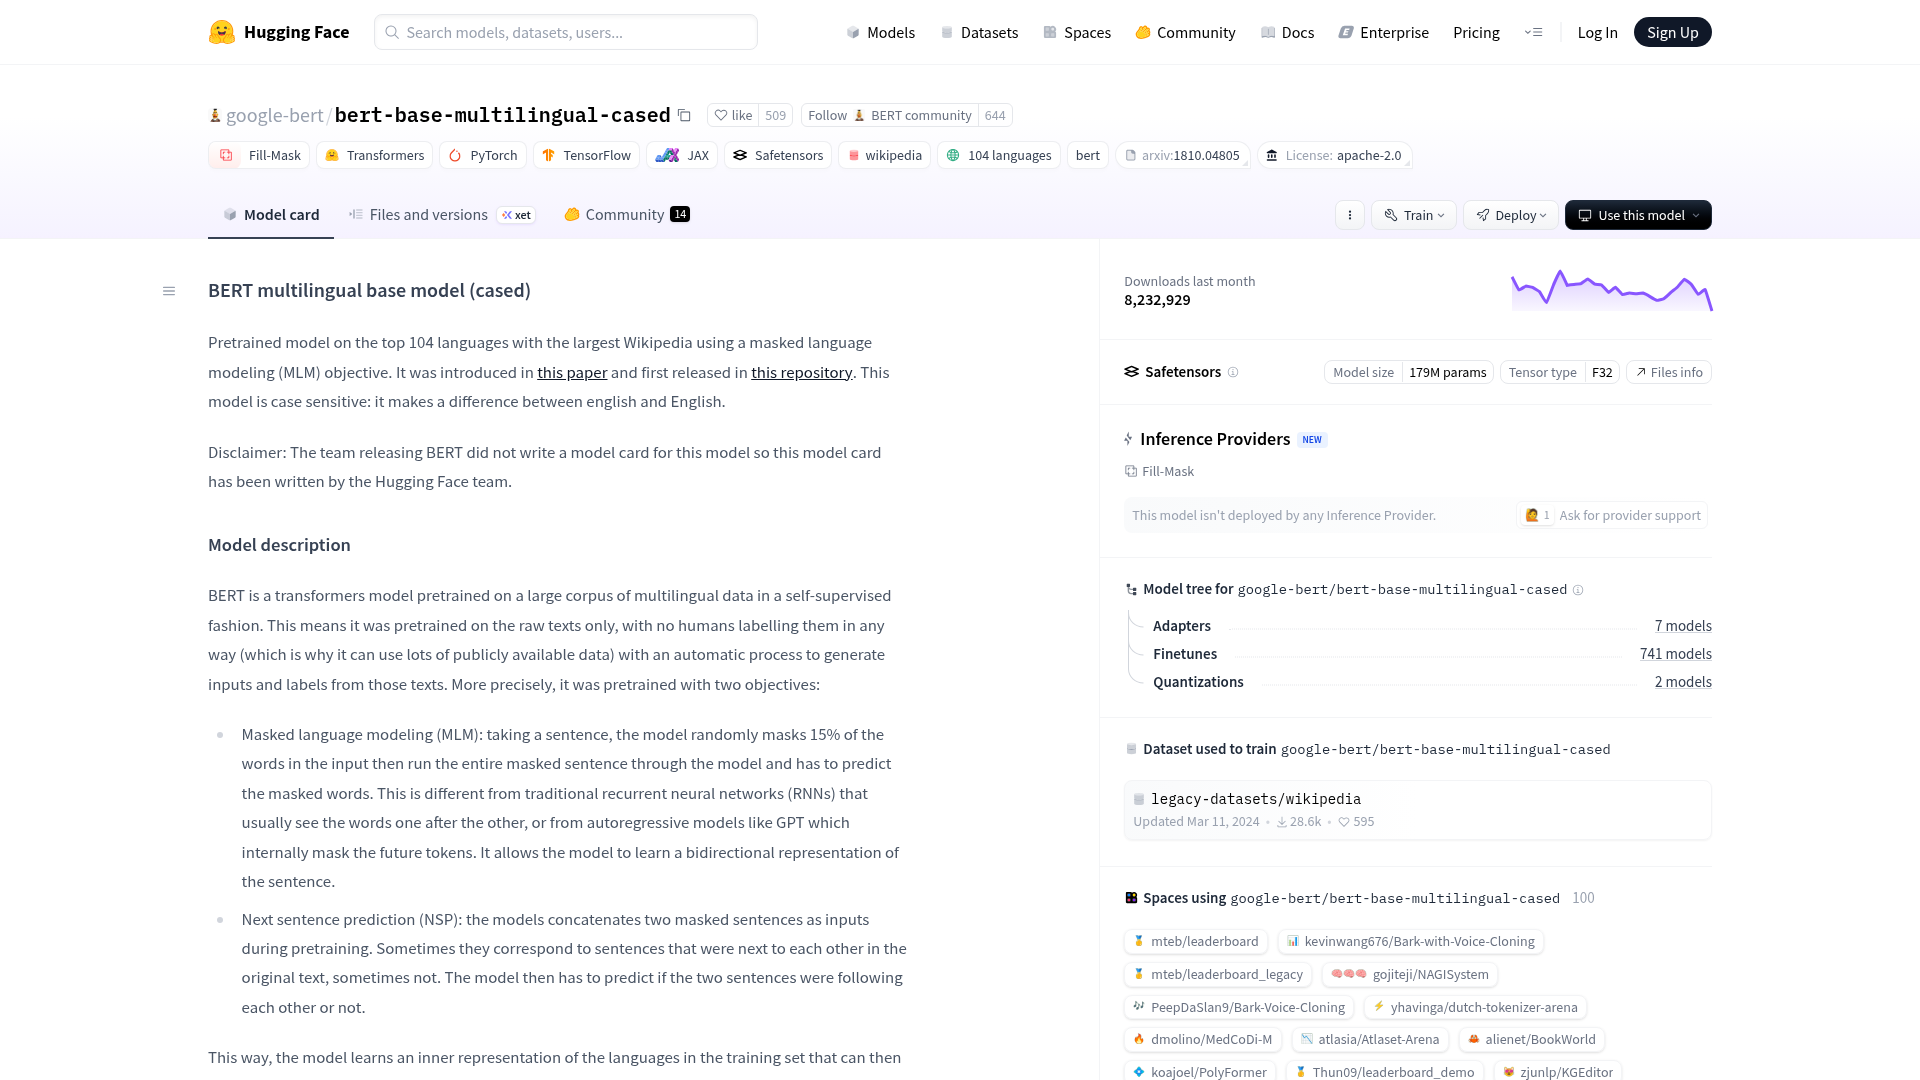 Hugging Face
Search models, datasets, users...
Models
Datasets
Spaces
Community
Docs
Enterprise
Pricing
Log In
Sign Up
google-bert/bert-base-multilingual-cased
like 509
Follow BERT community 644
Fill-Mask
Transformers
PyTorch
TensorFlow
JAX
Safetensors
wikipedia
104 languages
bert
arxiv:1810.04805
License: apache-2.0
Model card
Files and versions
xet
Community 14
Train
Deploy
Use this model
BERT multilingual base model (cased)
Pretrained model on the top 104 languages with the largest Wikipedia using a masked language
modeling (MLM) objective. It was introduced in this paper and first released in this repository. This
model is case sensitive: it makes a difference between english and English.
Disclaimer: The team releasing BERT did not write a model card for this model so this model card
has been written by the Hugging Face team.
Model description
BERT is a transformers model pretrained on a large corpus of multilingual data in a self-supervised
fashion. This means it was pretrained on the raw texts only, with no humans labelling them in any
way (which is why it can use lots of publicly available data) with an automatic process to generate
inputs and labels from those texts. More precisely, it was pretrained with two objectives:
Masked language modeling (MLM): taking a sentence, the model randomly masks 15% of the
words in the input then run the entire masked sentence through the model and has to predict
the masked words. This is different from traditional recurrent neural networks (RNNs) that
usually see the words one after the other, or from autoregressive models like GPT which
internally mask the future tokens. It allows the model to learn a bidirectional representation of
the sentence.
Next sentence prediction (NSP): the models concatenates two masked sentences as inputs
during pretraining. Sometimes they correspond to sentences that were next to each other in the
original text, sometimes not. The model then has to predict if the two sentences were following
each other or not.
This way, the model learns an inner representation of the languages in the training set that can then
Downloads last month
8,232,929
Safetensors
Model size 179M params
Tensor type F32
Files info
Inference Providers NEW
Fill-Mask
This model isn't deployed by any Inference Provider.
1 Ask for provider support
Model tree for google-bert/bert-base-multilingual-cased
Adapters 7 models
Finetunes 741 models
Quantizations 2 models
Dataset used to train google-bert/bert-base-multilingual-cased
legacy-datasets/wikipedia
Updated Mar 11, 2024 • 28.6k • 595
Spaces using google-bert/bert-base-multilingual-cased 100
mteb/leaderboard
kevinwang676/Bark-with-Voice-Cloning
mteb/leaderboard_legacy
gojiteji/NAGISystem
PeepDaSlan9/Bark-Voice-Cloning
yhavinga/dutch-tokenizer-arena
dmolino/MedCoDi-M
atlasia/Atlaset-Arena
alienet/BookWorld
koajoel/PolyFormer
Thun09/leaderboard_demo
zjunlp/KGEditor